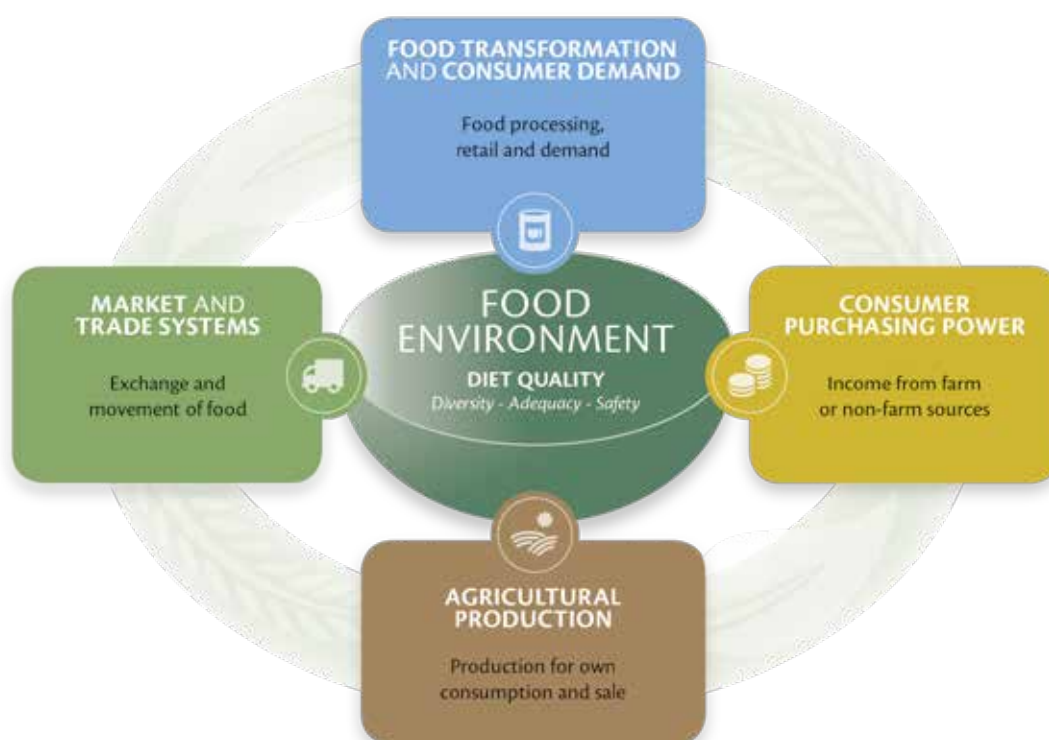 FOOD TRANSFORMATION
AND CONSUMER DEMAND
Food processing,
retail and demand
MARKET AND
TRADE SYSTEMS
Exchange and
movement of food
FOOD
ENVIRONMENT
DIET QUALITY
Diversity - Adequacy - Safety
CONSUMER
PURCHASING POWER
Income from farm
or non-farm sources
AGRICULTURAL
PRODUCTION
Production for own
consumption and sale